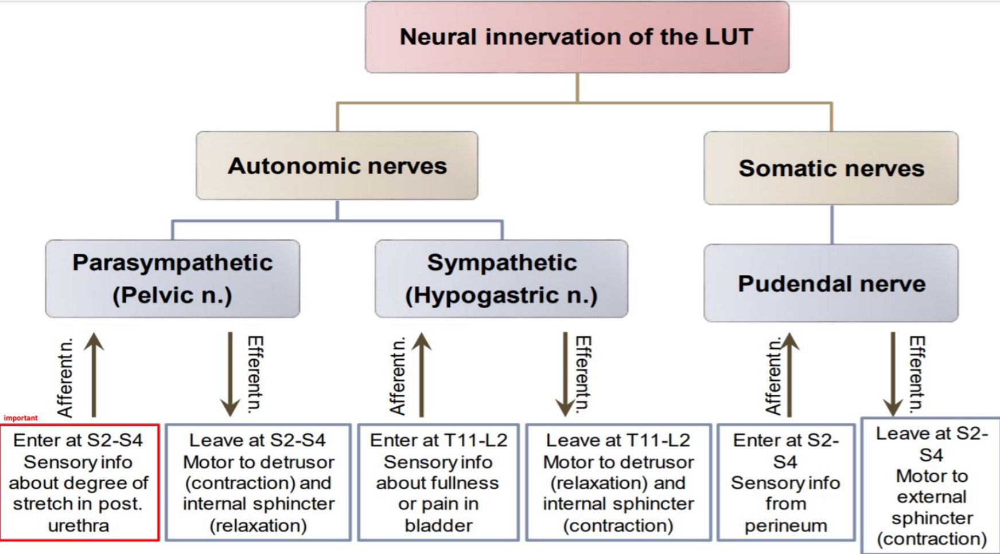 Neural innervation of the LUT
Autonomic nerves
Somatic nerves
Parasympathetic
(Pelvic n.)
Sympathetic
(Hypogastric n.)
Pudendal nerve
Afferent n.
Efferent n.
Afferent n.
Efferent n.
Afferent n.
Efferent n.
important
Enter at S2-S4
Sensory info
about degree of
stretch in post.
urethra
Leave at S2-S4
Motor to detrusor
(contraction) and
internal sphincter
(relaxation)
Enter at T11-L2
Sensory info
about fullness
or pain in
bladder
Leave at T11-L2
Motor to detrusor
(relaxation) and
internal sphincter
(contraction)
Enter at S2-
S4
Sensory info
from
perineum
Leave at S2-
S4
Motor to
external
sphincter
(contraction)